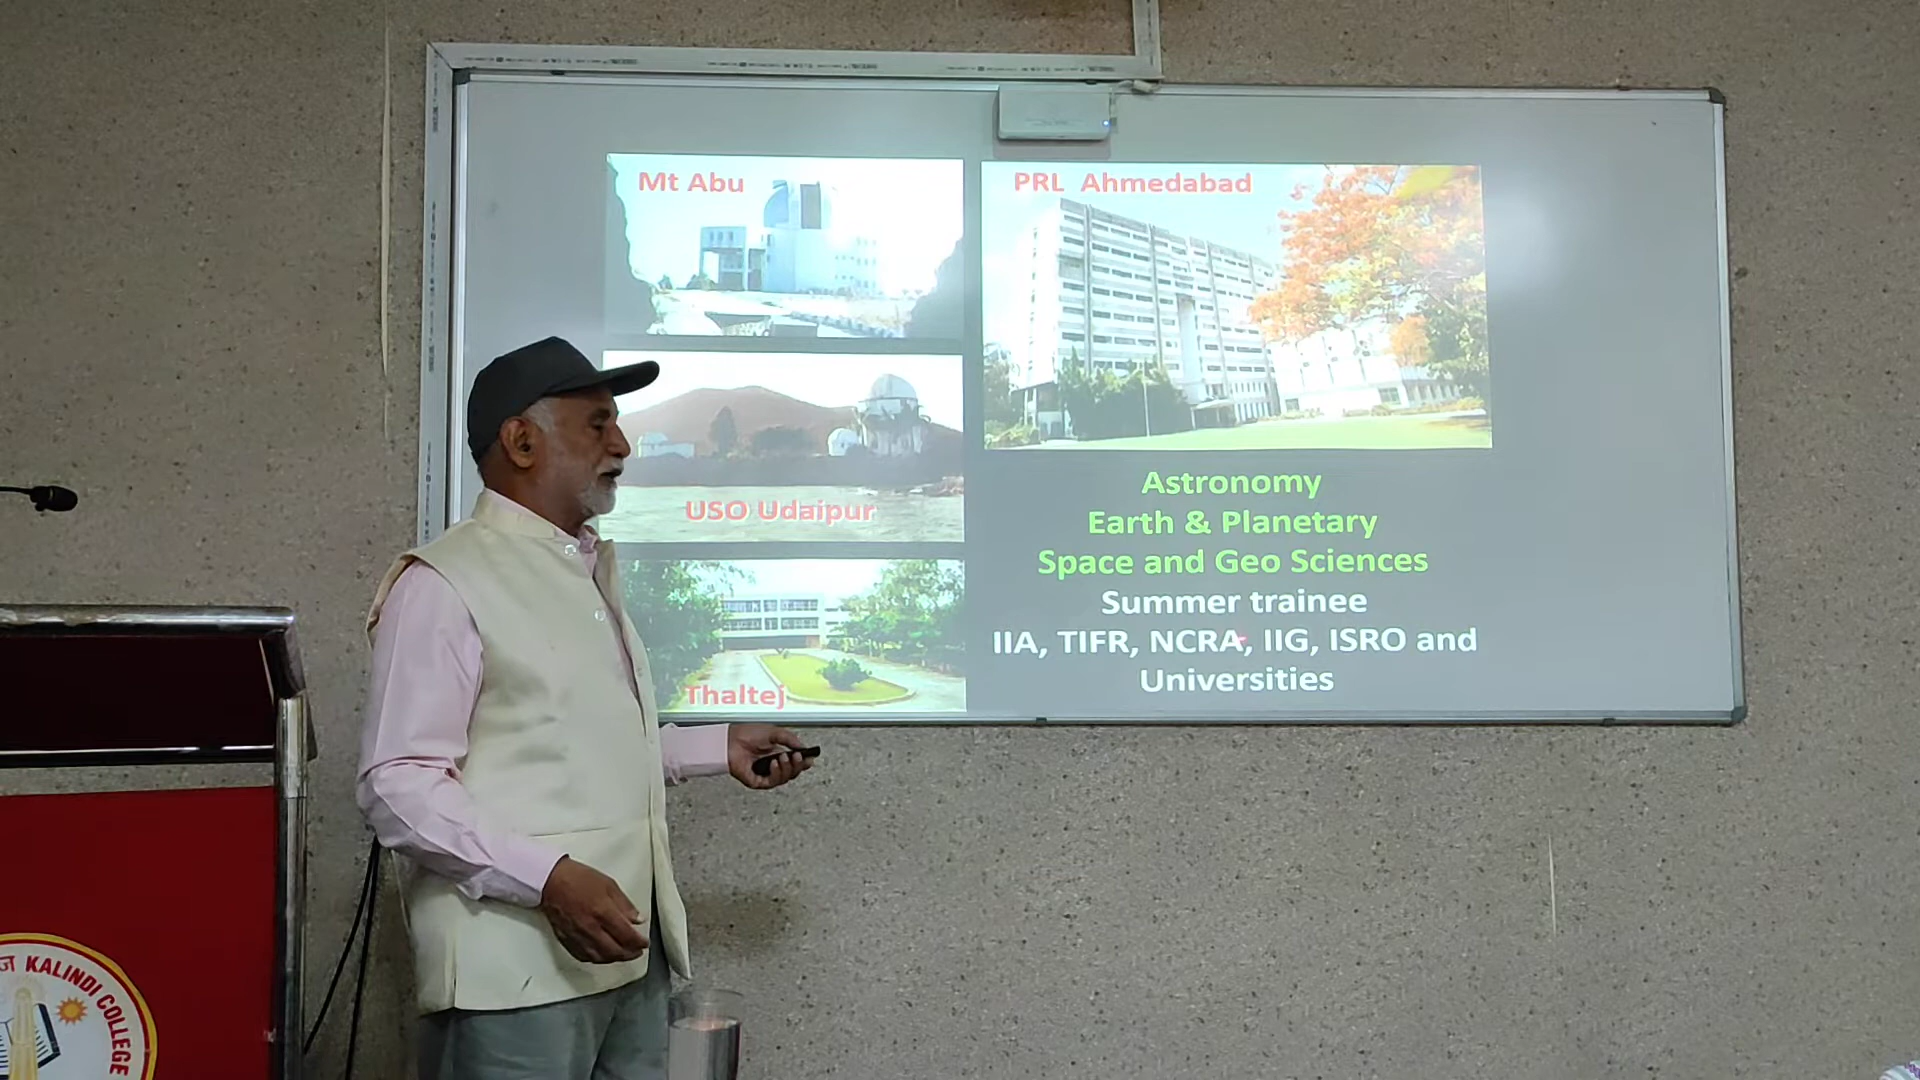 Mt Abu
PRL Ahmedabad
USO Udaipur
Thaltej
Astronomy
Earth & Planetary
Space and Geo Sciences
Summer trainee
IIA, TIFR, NCRA, IIG, ISRO and
Universities
KALINDI COLLEGE